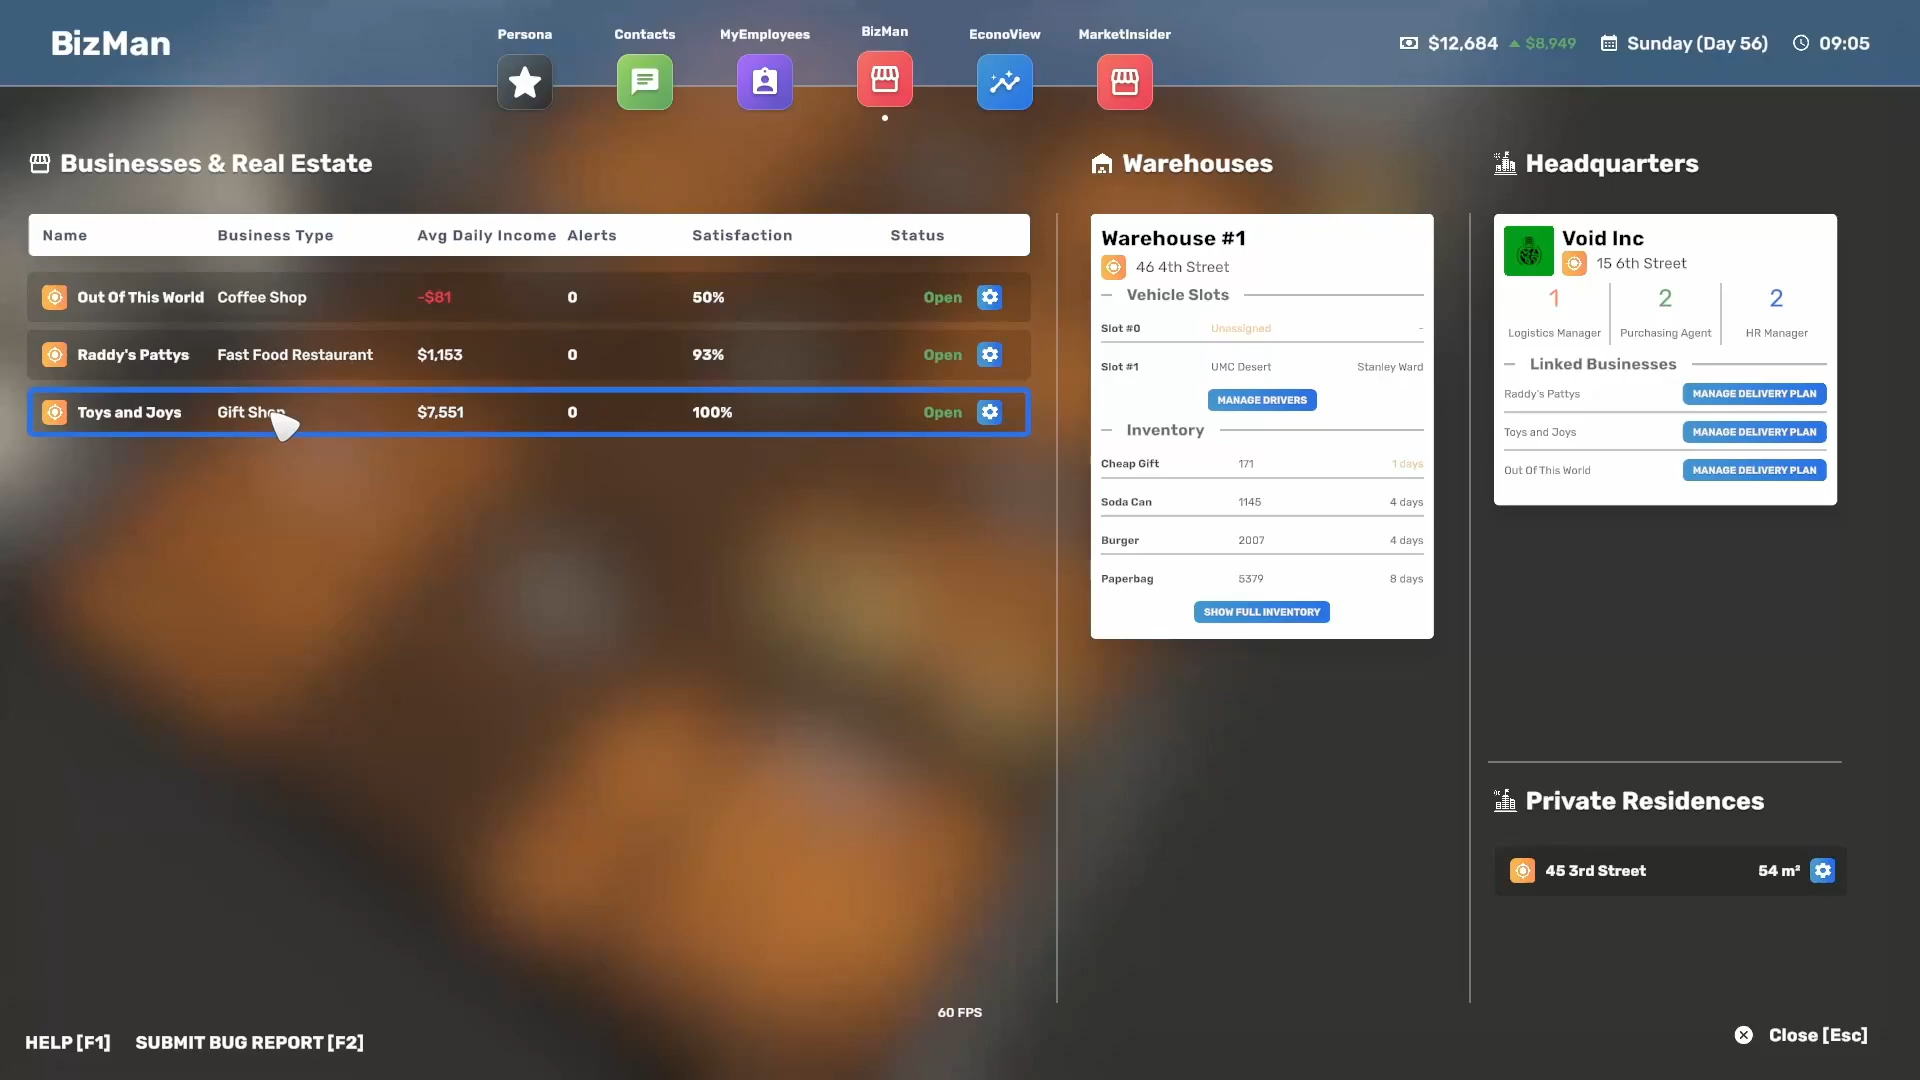 BizMan
Persona
Contacts
MyEmployees
BizMan
EconoView
MarketInsider
$12,684
$8,949
Sunday (Day 56)
09:05
Businesses & Real Estate
Name Business Type Avg Daily Income Alerts Satisfaction Status
Out Of This World Coffee Shop -$81 0 50% Open
Raddy's Pattys Fast Food Restaurant $1,153 0 93% Open
Toys and Joys Gift Shop $7,551 0 100% Open
Warehouses
Warehouse #1
46 4th Street
Vehicle Slots
Slot #0 Unassigned -
Slot #1 UMC Desert Stanley Ward
MANAGE DRIVERS
Inventory
Cheap Gift 171 1 days
Soda Can 1145 4 days
Burger 2007 4 days
Paperbag 5379 8 days
SHOW FULL INVENTORY
Headquarters
Void Inc
15 6th Street
1 2 2
Logistics Manager Purchasing Agent HR Manager
Linked Businesses
Raddy's Pattys MANAGE DELIVERY PLAN
Toys and Joys MANAGE DELIVERY PLAN
Out Of This World MANAGE DELIVERY PLAN
Private Residences
45 3rd Street 54 m²
60 FPS
HELP [F1] SUBMIT BUG REPORT [F2]
Close [Esc]